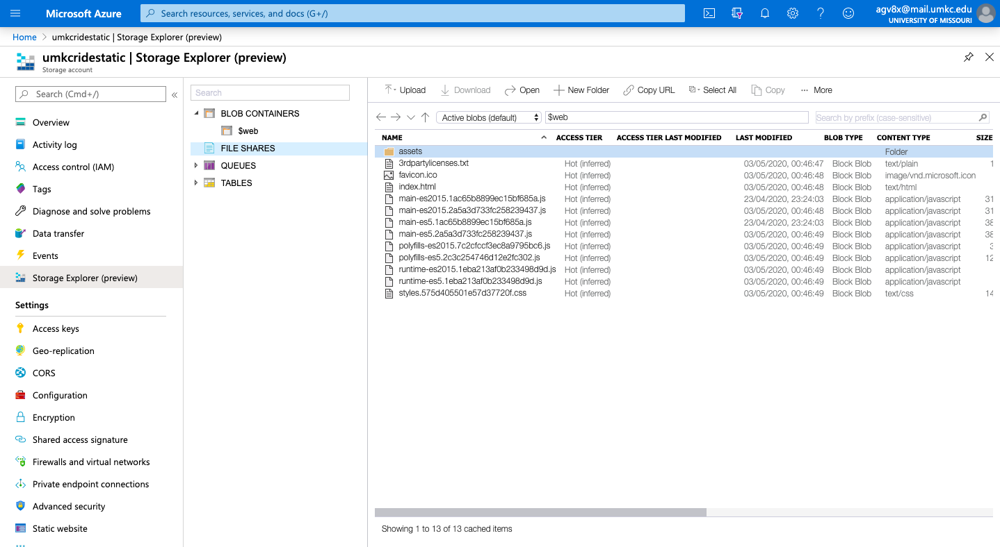 Microsoft Azure
Search resources, services, and docs (G+/)
agv8x@mail.umkc.edu
UNIVERSITY OF MISSOURI
Home > umkcridestatic | Storage Explorer (preview)
umkcridestatic | Storage Explorer (preview)
Storage account
Search (Cmd+/)
Overview
Activity log
Access control (IAM)
Tags
Diagnose and solve problems
Data transfer
Events
Storage Explorer (preview)
Settings
Access keys
Geo-replication
CORS
Configuration
Encryption
Shared access signature
Firewalls and virtual networks
Private endpoint connections
Advanced security
Static website
Search
BLOB CONTAINERS
$web
FILE SHARES
QUEUES
TABLES
Upload Download Open New Folder Copy URL Select All Copy ... More
Active blobs (default) $web Search by prefix (case-sensitive)
NAME ACCESS TIER ACCESS TIER LAST MODIFIED LAST MODIFIED BLOB TYPE CONTENT TYPE SIZE
assets Folder
3rdpartylicenses.txt Hot (inferred) 03/05/2020, 00:46:47 Block Blob text/plain 1
favicon.ico Hot (inferred) 03/05/2020, 00:46:48 Block Blob image/vnd.microsoft.icon
index.html Hot (inferred) 03/05/2020, 00:46:48 Block Blob text/html
main-es2015.1ac65b8899ec15bf685a.js Hot (inferred) 23/04/2020, 23:24:03 Block Blob application/javascript 31
main-es2015.2a5a3d733fc258239437.js Hot (inferred) 03/05/2020, 00:46:48 Block Blob application/javascript 31
main-es5.1ac65b8899ec15bf685a.js Hot (inferred) 23/04/2020, 23:24:03 Block Blob application/javascript 38
main-es5.2a5a3d733fc258239437.js Hot (inferred) 03/05/2020, 00:46:49 Block Blob application/javascript 38
polyfills-es2015.7c2cfccf3ec8a9795bc6.js Hot (inferred) 03/05/2020, 00:46:49 Block Blob application/javascript 3
polyfills-es5.2c3c254746d12e2fc302.js Hot (inferred) 03/05/2020, 00:46:49 Block Blob application/javascript 12
runtime-es2015.1eba213af0b233498d9d.js Hot (inferred) 03/05/2020, 00:46:49 Block Blob application/javascript
runtime-es5.1eba213af0b233498d9d.js Hot (inferred) 03/05/2020, 00:46:49 Block Blob application/javascript
styles.575d405501e57d37720f.css Hot (inferred) 03/05/2020, 00:46:49 Block Blob text/css 14
Showing 1 to 13 of 13 cached items